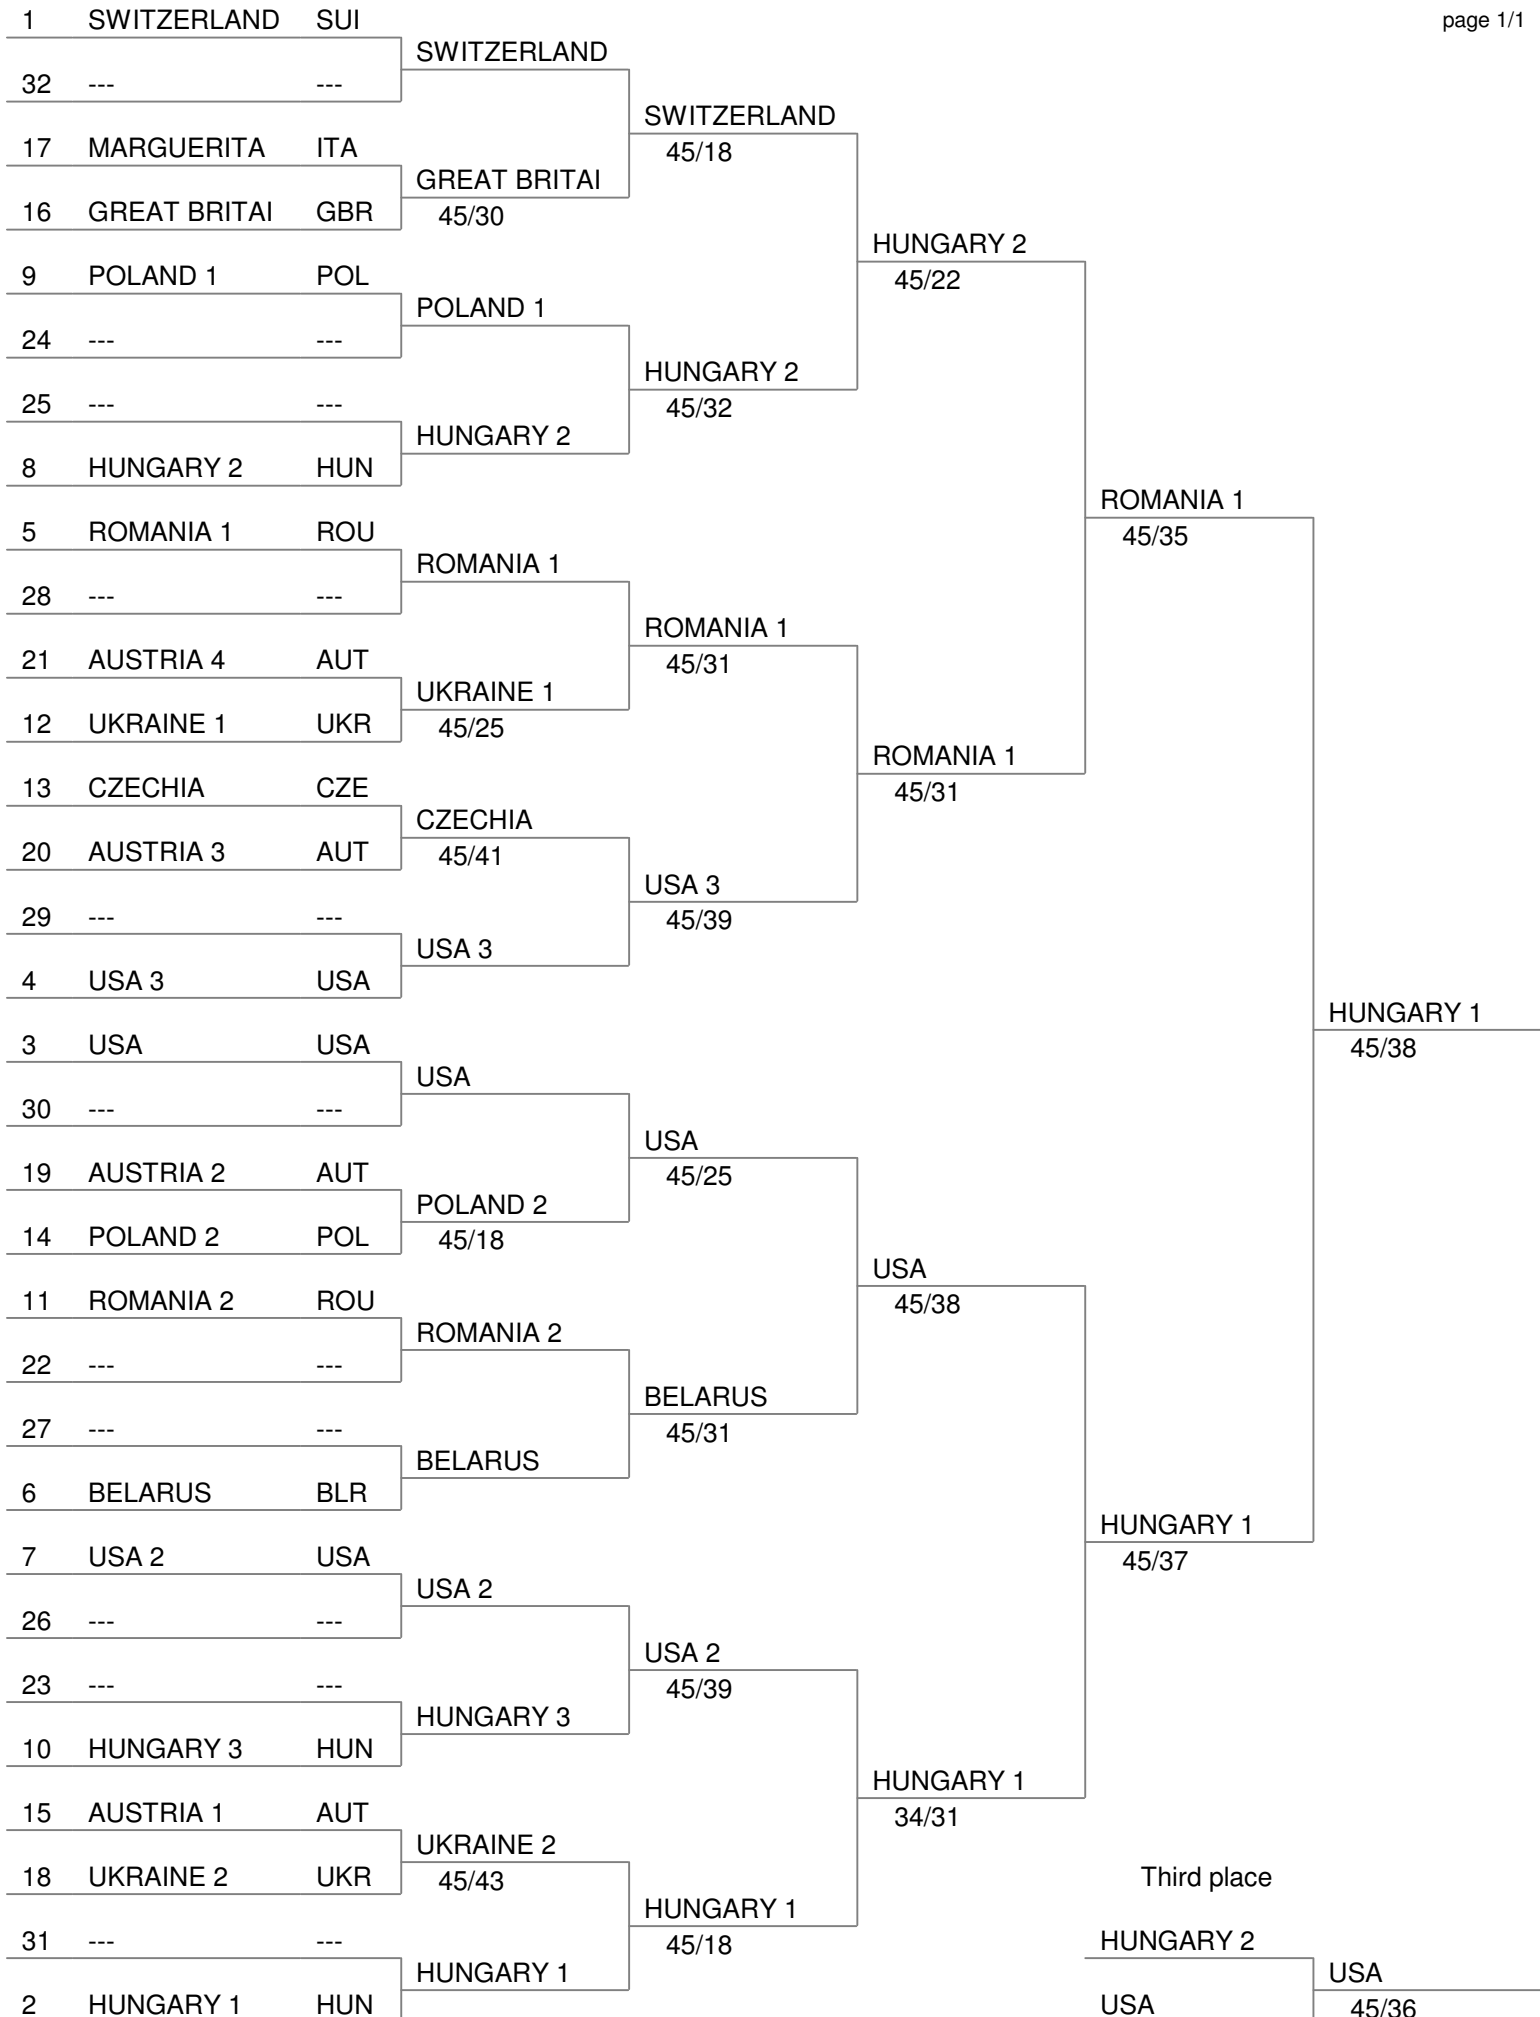 page 1/1
1 SWITZERLAND SUI
SWITZERLAND
32 --- ---
SWITZERLAND
45/18
17 MARGUERITA ITA
GREAT BRITAI
45/30
16 GREAT BRITAI GBR
HUNGARY 2
45/22
9 POLAND 1 POL
POLAND 1
24 --- ---
HUNGARY 2
45/32
25 --- ---
HUNGARY 2
8 HUNGARY 2 HUN
ROMANIA 1
45/35
5 ROMANIA 1 ROU
ROMANIA 1
28 --- ---
ROMANIA 1
45/31
21 AUSTRIA 4 AUT
UKRAINE 1
45/25
12 UKRAINE 1 UKR
ROMANIA 1
45/31
13 CZECHIA CZE
CZECHIA
45/41
20 AUSTRIA 3 AUT
USA 3
45/39
29 --- ---
USA 3
4 USA 3 USA
HUNGARY 1
45/38
3 USA USA
USA
30 --- ---
USA
45/25
19 AUSTRIA 2 AUT
POLAND 2
45/18
14 POLAND 2 POL
USA
45/38
11 ROMANIA 2 ROU
ROMANIA 2
22 --- ---
BELARUS
45/31
27 --- ---
BELARUS
6 BELARUS BLR
HUNGARY 1
45/37
7 USA 2 USA
USA 2
26 --- ---
USA 2
45/39
23 --- ---
HUNGARY 3
10 HUNGARY 3 HUN
HUNGARY 1
34/31
15 AUSTRIA 1 AUT
UKRAINE 2
45/43
18 UKRAINE 2 UKR
HUNGARY 1
45/18
31 --- ---
HUNGARY 1
2 HUNGARY 1 HUN
Third place
HUNGARY 2
USA
USA
45/36